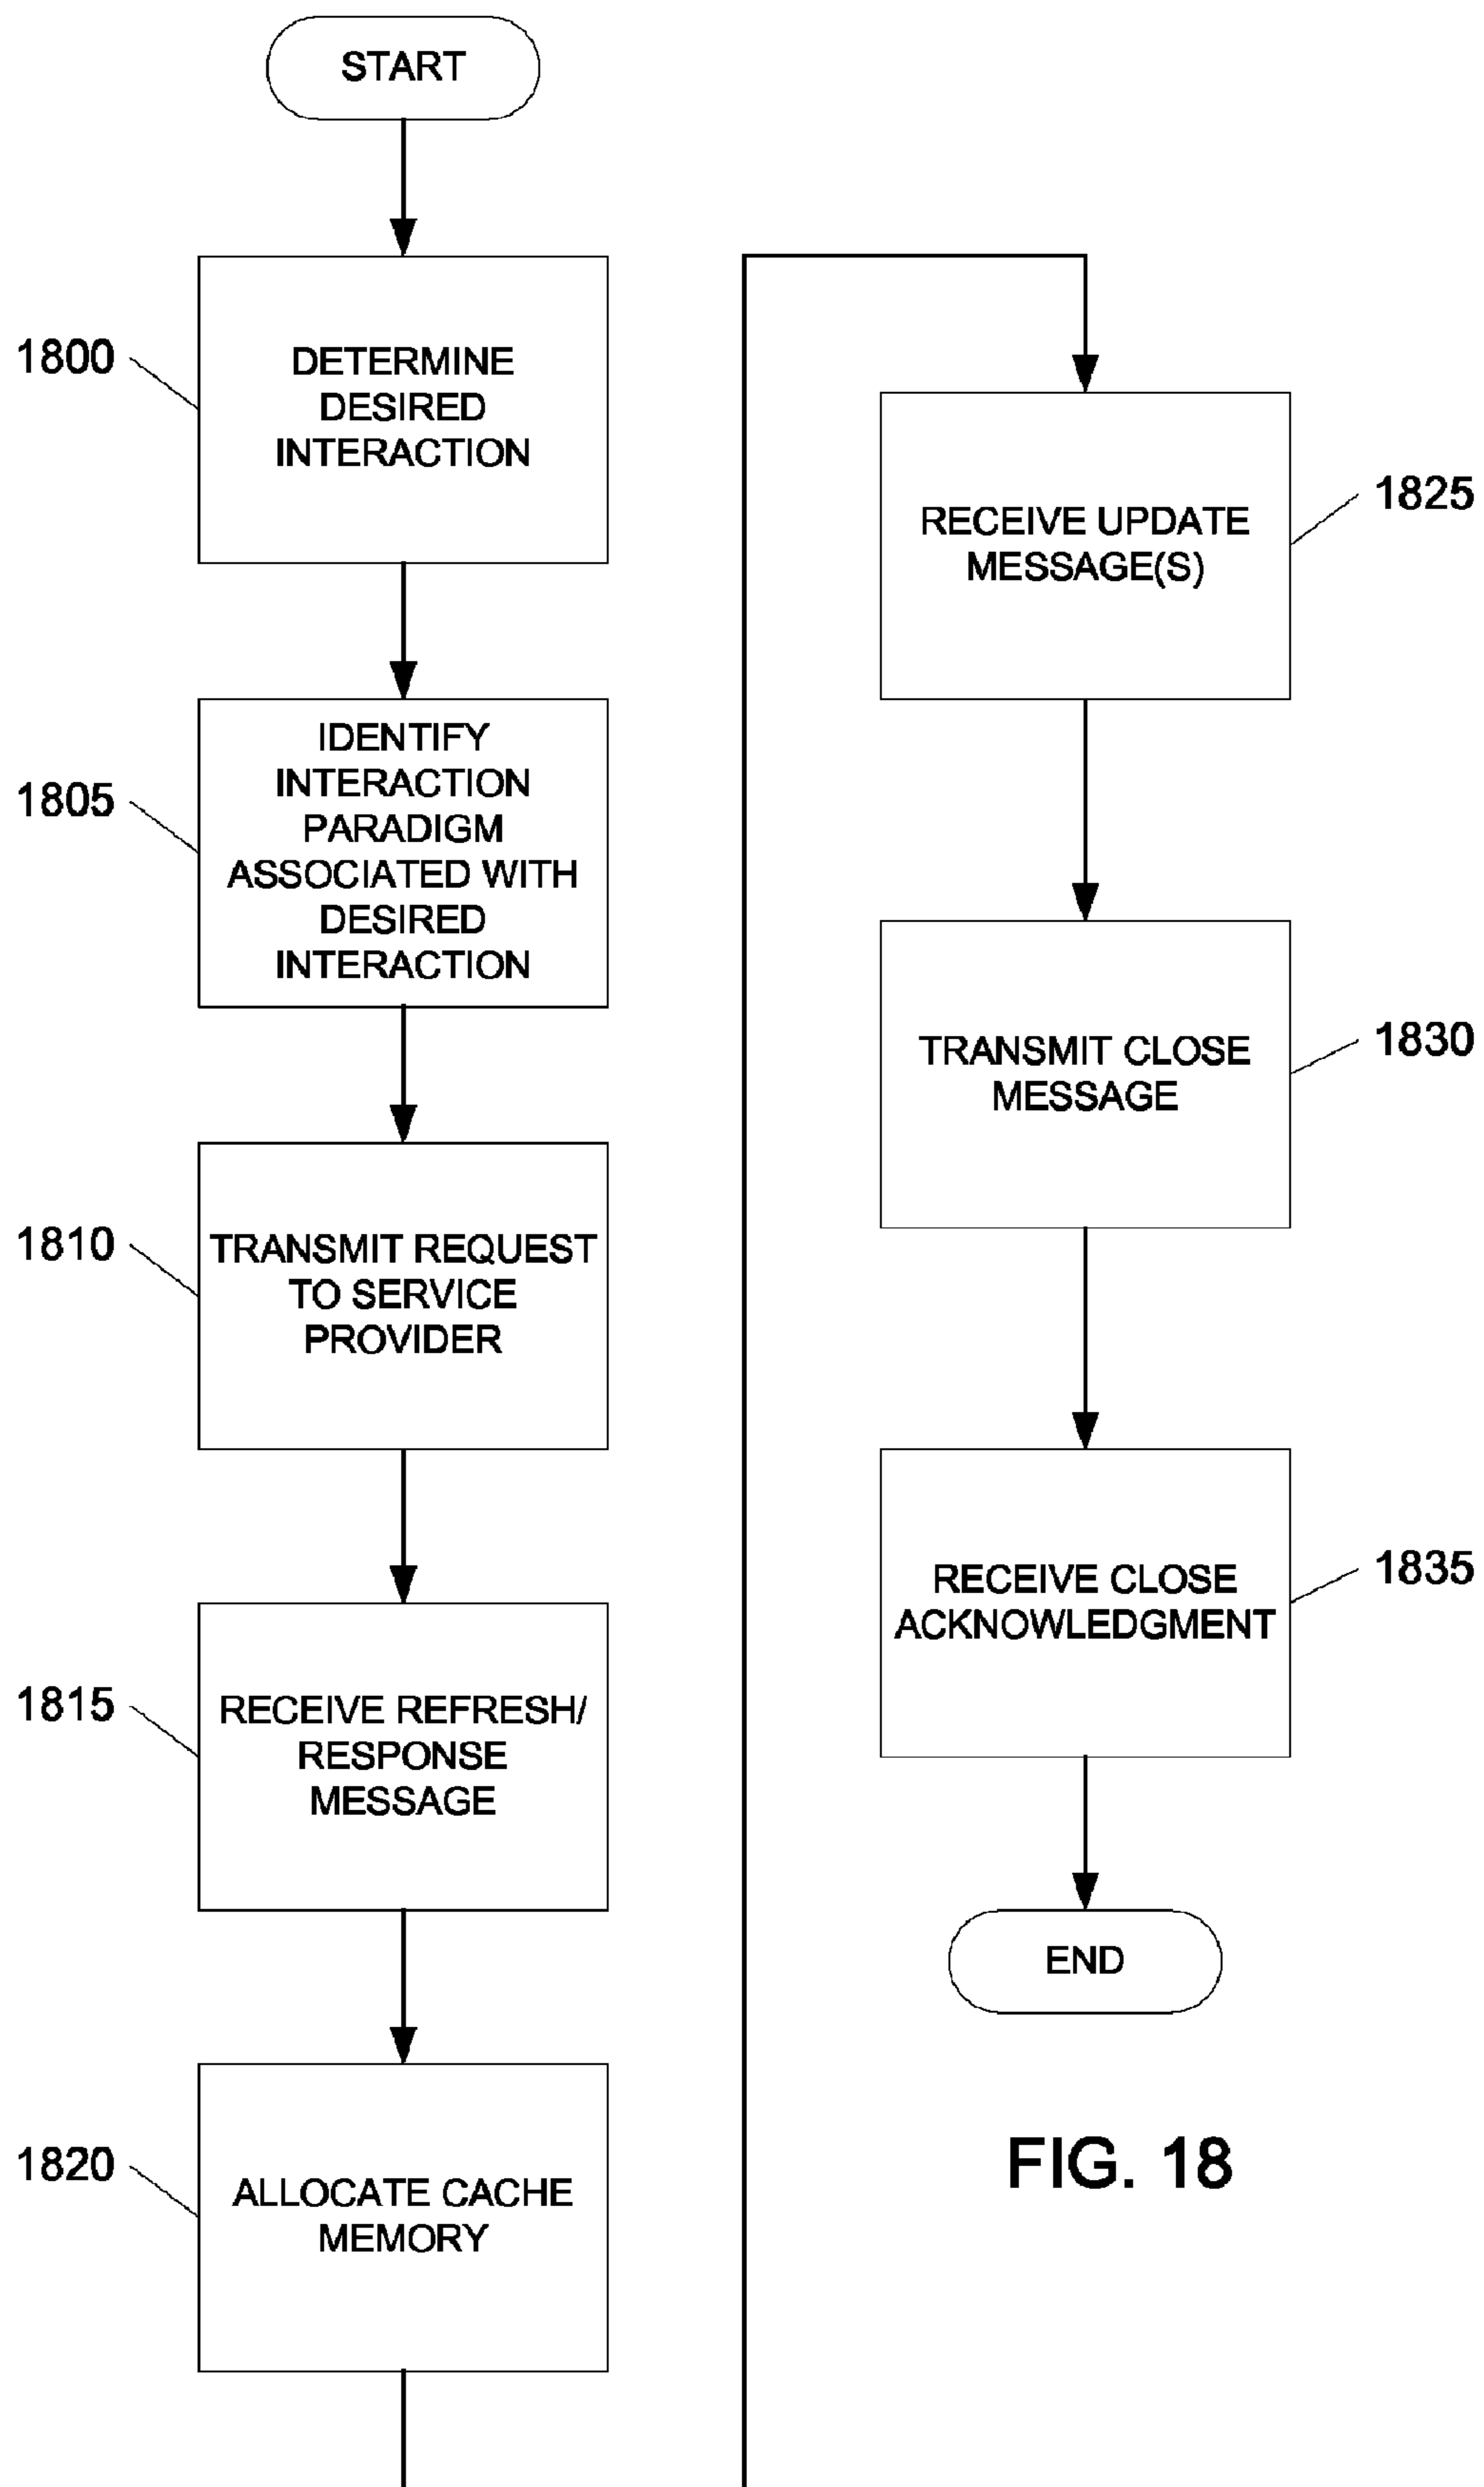 START
1800
DETERMINE
DESIRED
INTERACTION
1805
IDENTIFY
INTERACTION
PARADIGM
ASSOCIATED WITH
DESIRED
INTERACTION
1810
TRANSMIT REQUEST
TO SERVICE
PROVIDER
1815
RECEIVE REFRESH/
RESPONSE
MESSAGE
1820
ALLOCATE CACHE
MEMORY
RECEIVE UPDATE
MESSAGE(S)
1825
TRANSMIT CLOSE
MESSAGE
1830
RECEIVE CLOSE
ACKNOWLEDGMENT
1835
END
FIG. 18